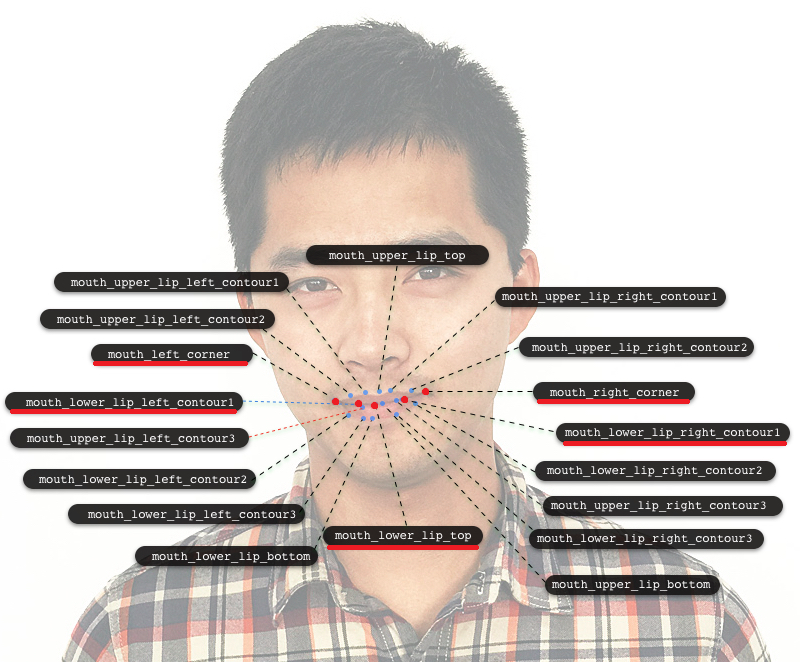 mouth_upper_lip_top
mouth_upper_lip_left_contour1
mouth_upper_lip_right_contour1
mouth_upper_lip_left_contour2
mouth_upper_lip_right_contour2
mouth_left_corner
mouth_right_corner
mouth_lower_lip_left_contour1
mouth_lower_lip_right_contour1
mouth_upper_lip_left_contour3
mouth_lower_lip_right_contour2
mouth_lower_lip_left_contour2
mouth_upper_lip_right_contour3
mouth_lower_lip_left_contour3
mouth_lower_lip_top
mouth_lower_lip_right_contour3
mouth_lower_lip_bottom
mouth_upper_lip_bottom